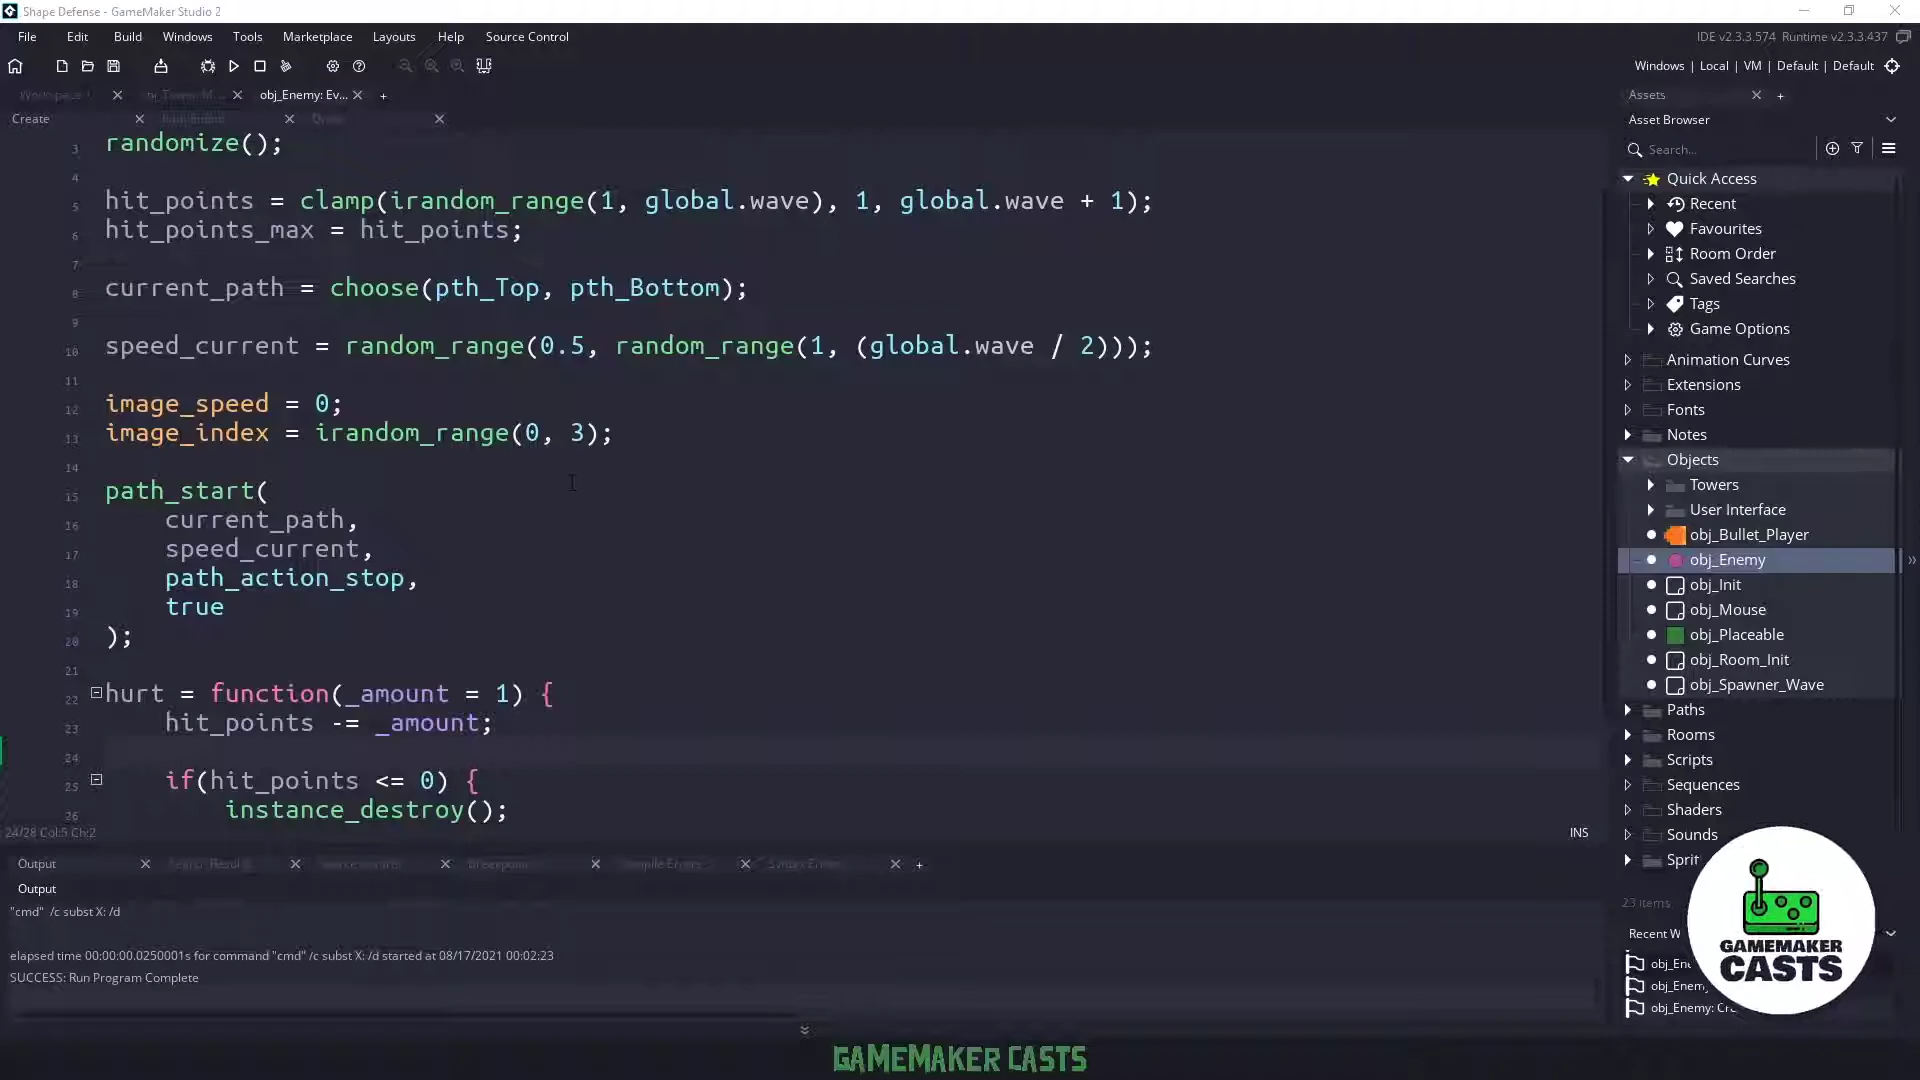 Shape Defense - GameMaker Studio 2
File Edit Build Windows Tools Marketplace Layouts Help Source Control
IDE v2.3.3.574 Runtime v2.3.3.437
Windows | Local | VM | Default | Default
Workspace 1 obj_Enemy: Ev...
Create
3 randomize();
4
5 hit_points = clamp(irandom_range(1, global.wave), 1, global.wave + 1);
6 hit_points_max = hit_points;
7
8 current_path = choose(pth_Top, pth_Bottom);
9
10 speed_current = random_range(0.5, random_range(1, (global.wave / 2)));
11
12 image_speed = 0;
13 image_index = irandom_range(0, 3);
14
15 path_start(
16 current_path,
17 speed_current,
18 path_action_stop,
19 true
20 );
21
22 hurt = function(_amount = 1) {
23 hit_points -= _amount;
24
25 if(hit_points <= 0) {
26 instance_destroy();
24/28 Col:5 Ch:2
INS
Assets
Asset Browser
Search...
Quick Access
Recent
Favourites
Room Order
Saved Searches
Tags
Game Options
Animation Curves
Extensions
Fonts
Notes
Objects
Towers
User Interface
obj_Bullet_Player
obj_Enemy
obj_Init
obj_Mouse
obj_Placeable
obj_Room_Init
obj_Spawner_Wave
Paths
Rooms
Scripts
Sequences
Shaders
Sounds
Sprit
23 items
Recent W
obj_Ene
obj_Enemy
obj_Enemy: Cre
GAMEMAKER
CASTS
Output
Output
"cmd" /c subst X: /d
elapsed time 00:00:00.0250001s for command "cmd" /c subst X: /d started at 08/17/2021 00:02:23
SUCCESS: Run Program Complete
GAMEMAKER CASTS